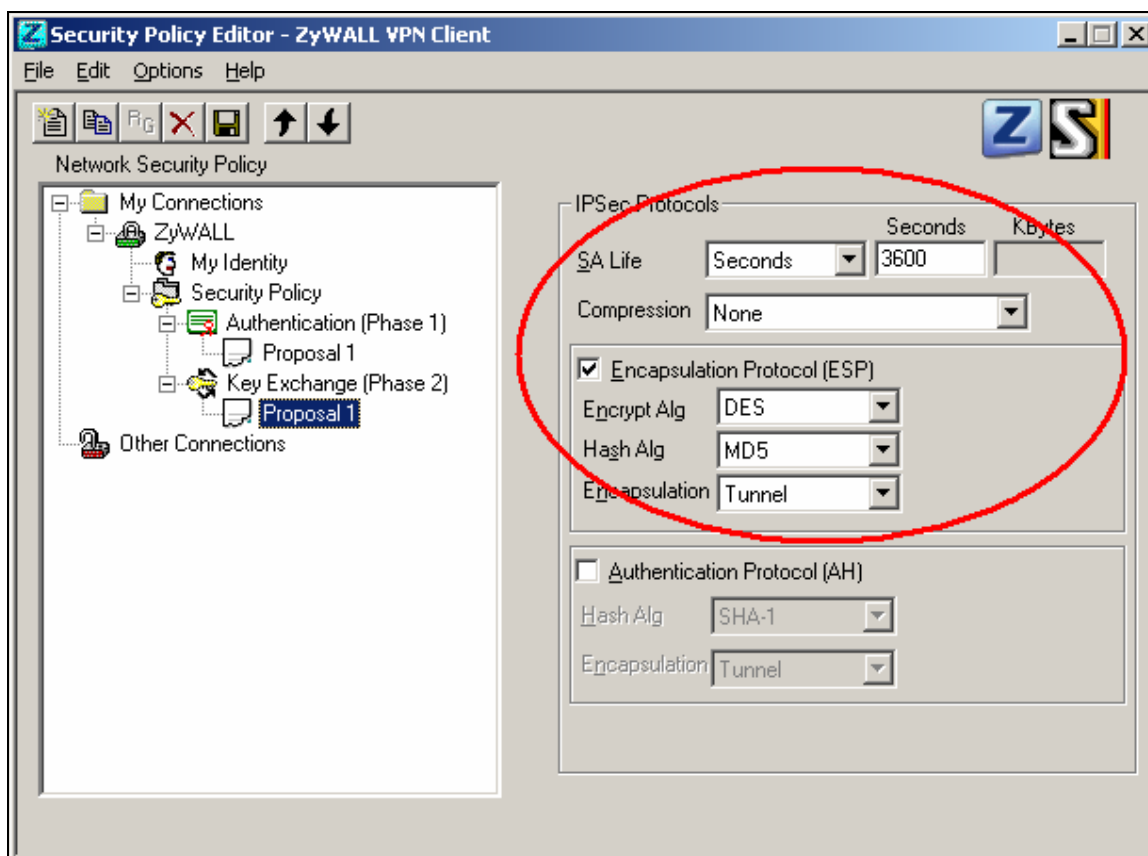 Security Policy Editor - ZyWALL VPN Client
File Edit Options Help
Network Security Policy
My Connections
ZyWALL
My Identity
Security Policy
Authentication (Phase 1)
Proposal 1
Key Exchange (Phase 2)
Proposal 1
Other Connections
IPSec Protocols
Seconds KBytes
SA Life Seconds 3600
Compression None
Encapsulation Protocol (ESP)
Encrypt Alg DES
Hash Alg MD5
Encapsulation Tunnel
Authentication Protocol (AH)
Hash Alg SHA-1
Encapsulation Tunnel